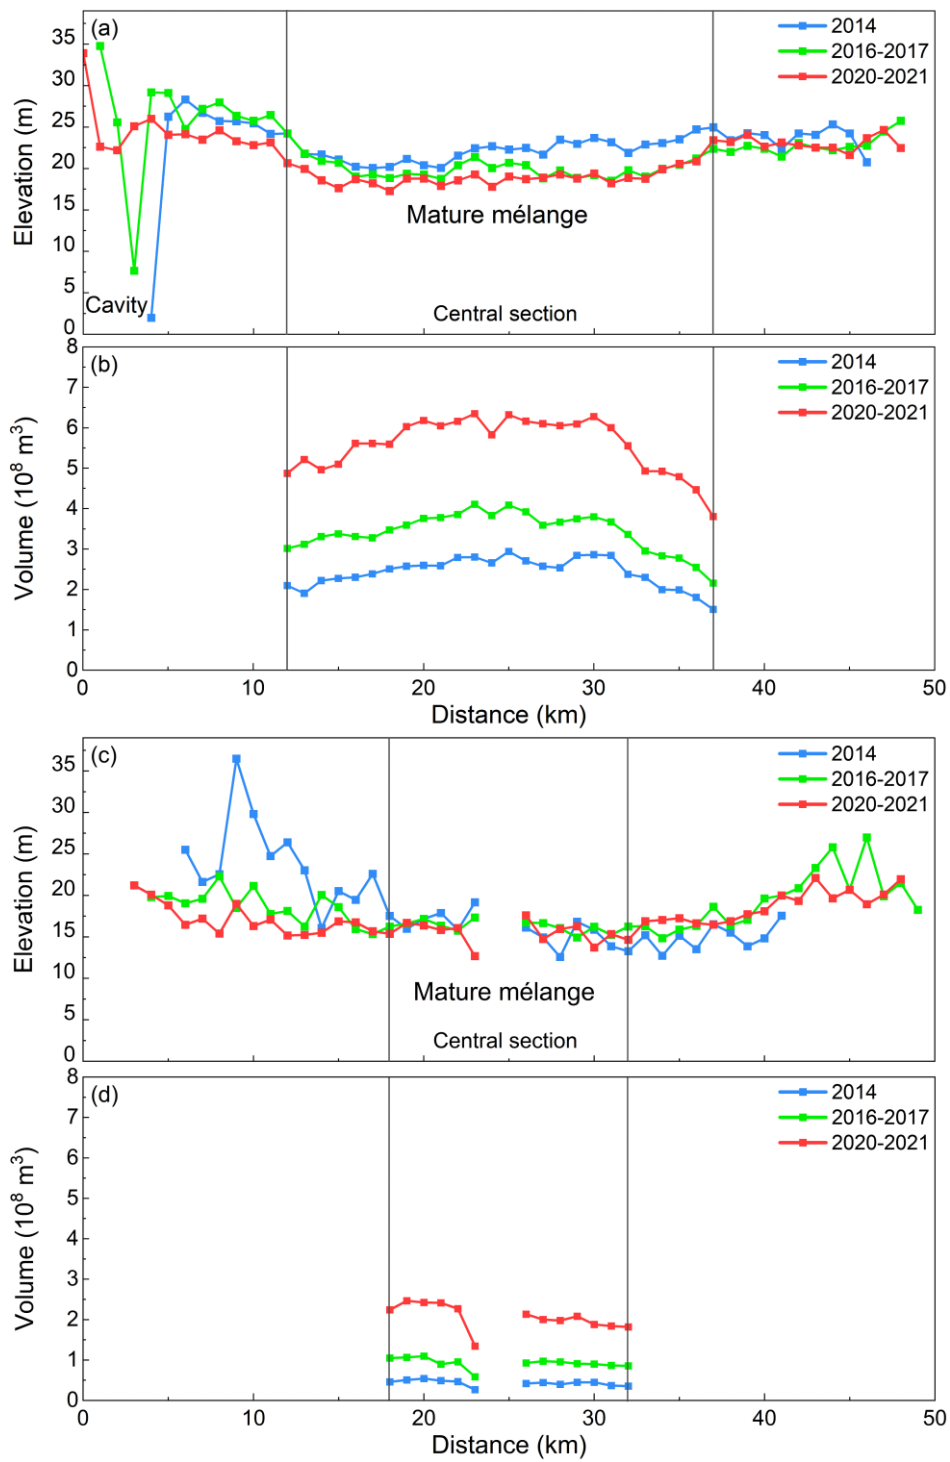 (a)
2014
2016-2017
2020-2021
35
30
25
20
15
10
5
0
Elevation (m)
Mature mélange
Cavity
Central section
(b)
2014
2016-2017
2020-2021
8
7
6
5
4
3
2
1
0
Volume (10⁸ m³)
0 10 20 30 40 50
Distance (km)
(c)
2014
2016-2017
2020-2021
35
30
25
20
15
10
5
0
Elevation (m)
Mature mélange
Central section
(d)
2014
2016-2017
2020-2021
8
7
6
5
4
3
2
1
0
Volume (10⁸ m³)
0 10 20 30 40 50
Distance (km)